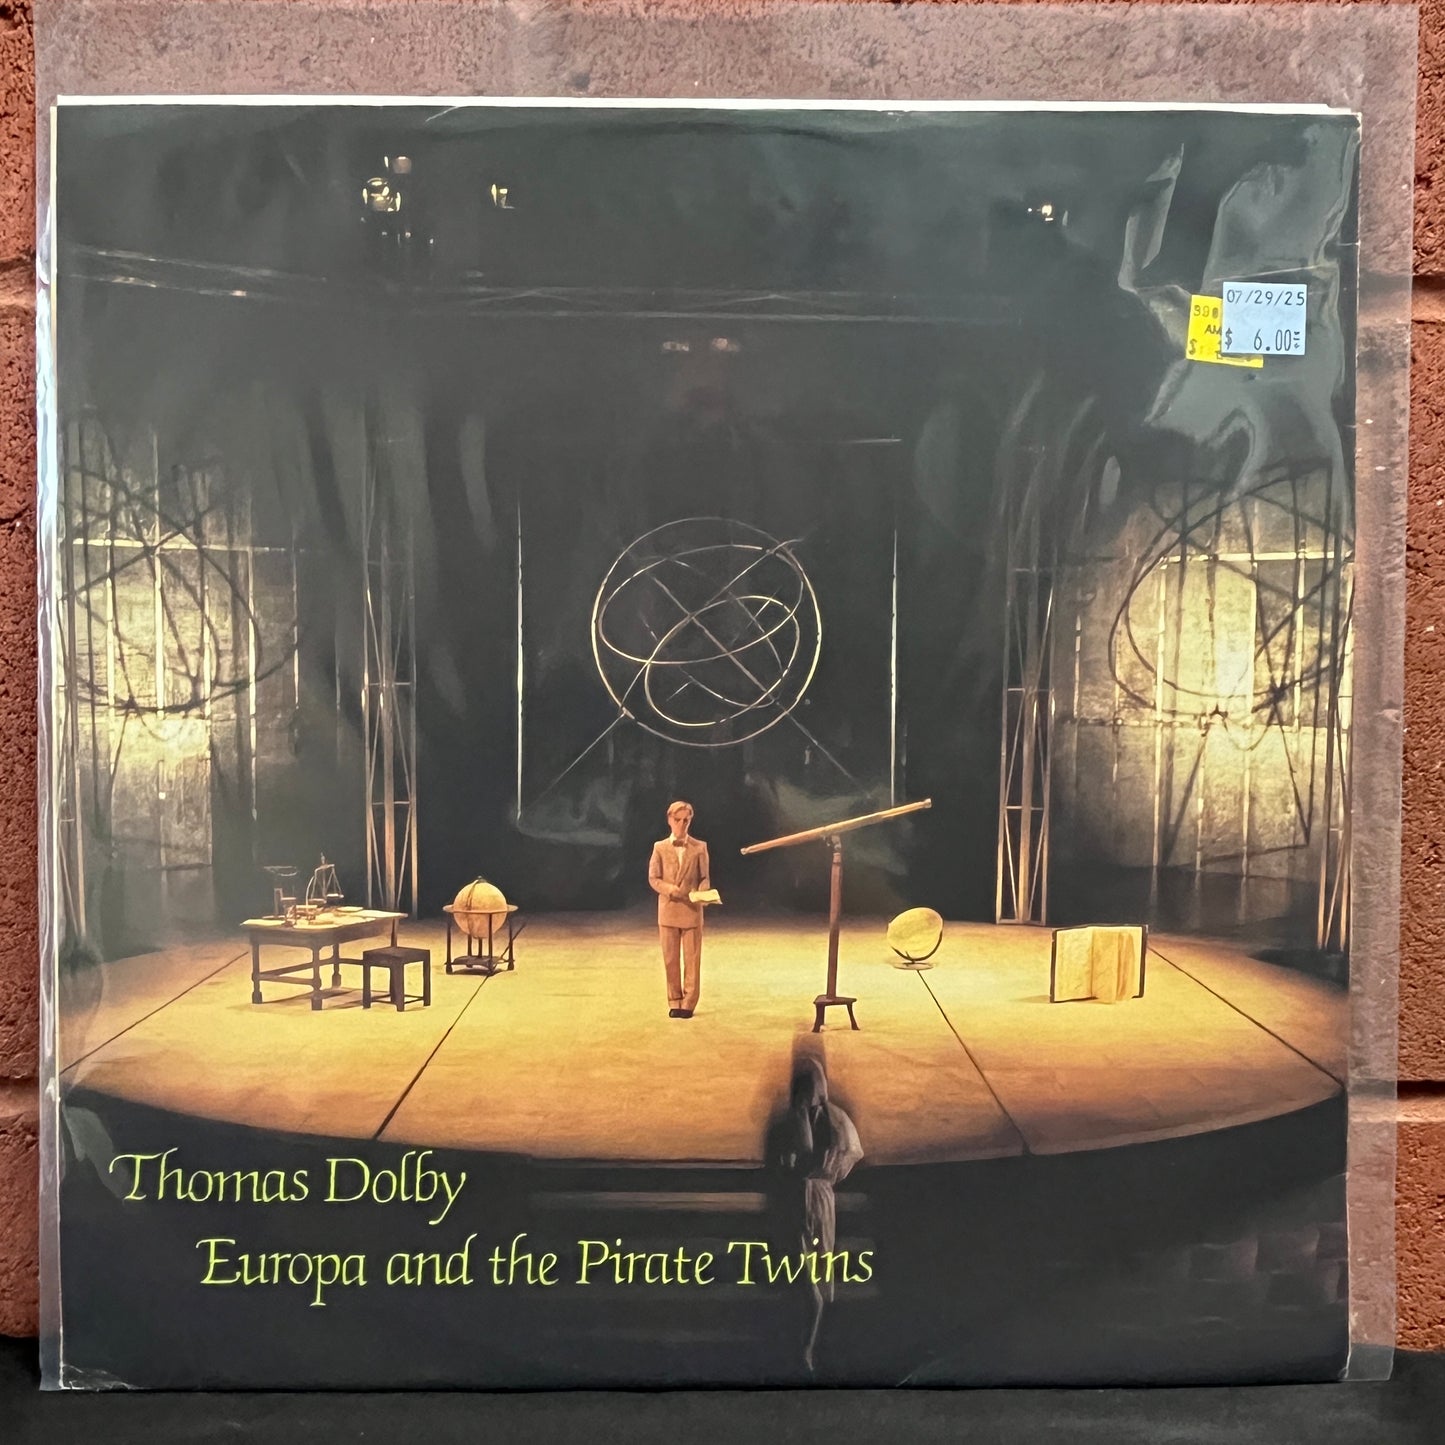 07/29/25
$ 6.00
Thomas Dolby
Europa and the Pirate Twins